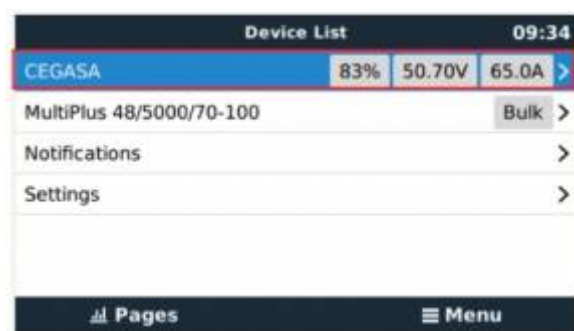 Device List 09:34
CEGASA 83% 50.70V 65.0A >
MultiPlus 48/5000/70-100 Bulk >
Notifications >
Settings >
Pages Menu